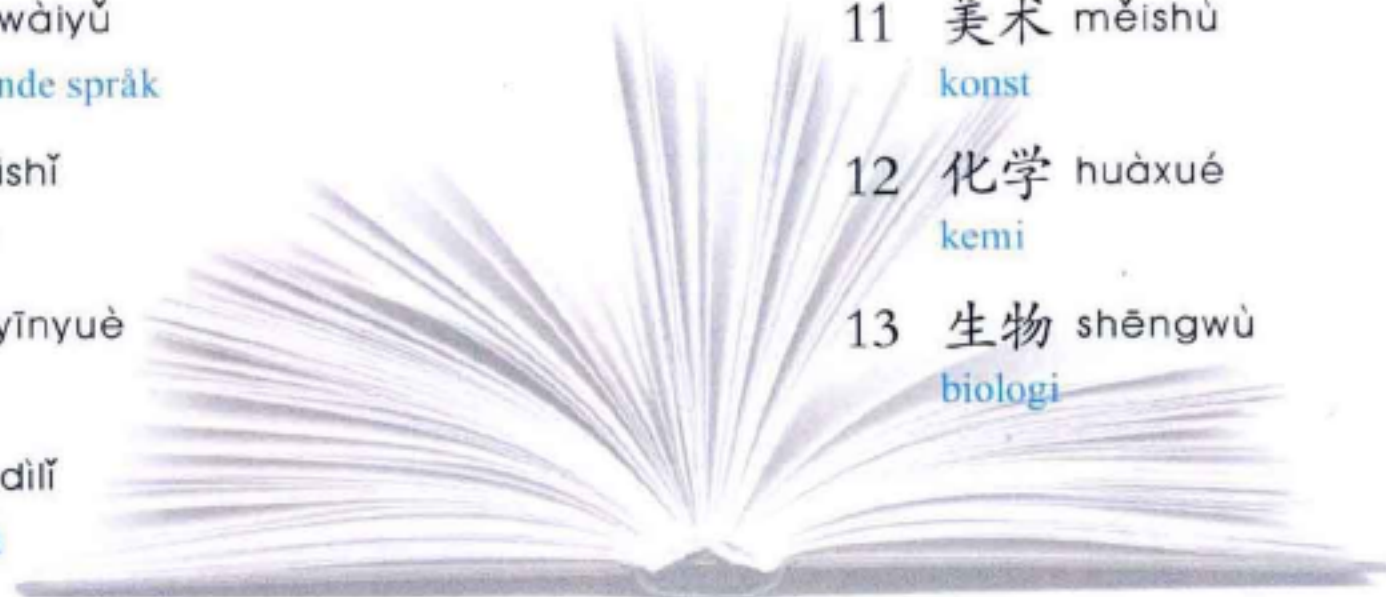 wàiyǔ
nde språk
ishǐ
yīnyuè
dìlǐ
11 美术 měishù
konst
12 化学 huàxué
kemi
13 生物 shēngwù
biologi